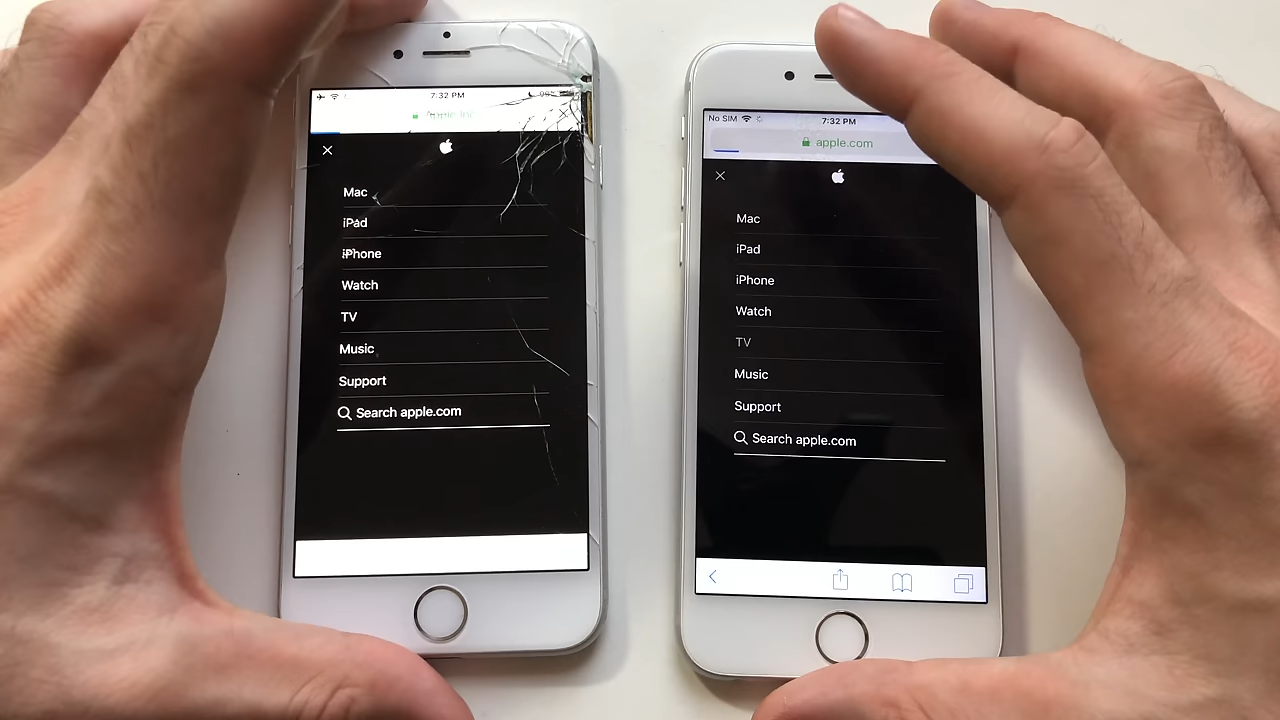 7:32 PM
Mac
iPad
iPhone
Watch
TV
Music
Support
Search apple.com
No SIM 7:32 PM
apple.com
Mac
iPad
iPhone
Watch
TV
Music
Support
Search apple.com